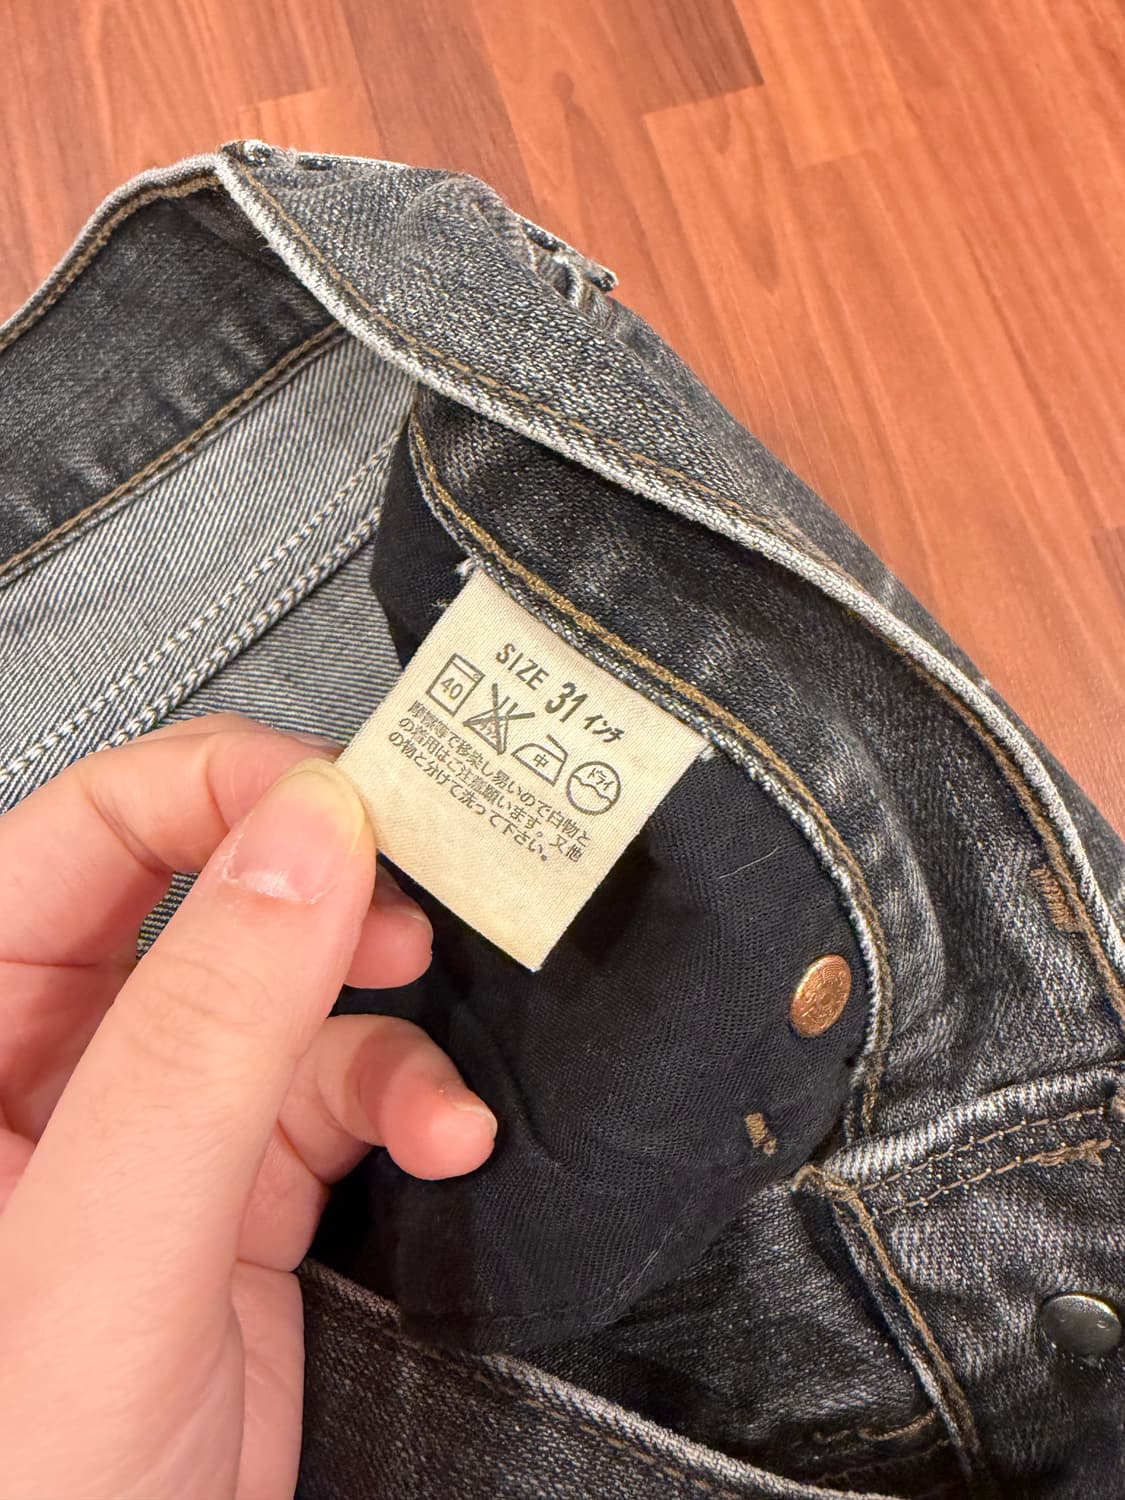 SIZE 31 インチ
40 中 ドライ
摩擦等で移染し易いので白物と
の着用はご注意願います。又他
の物と分けて洗って下さい。